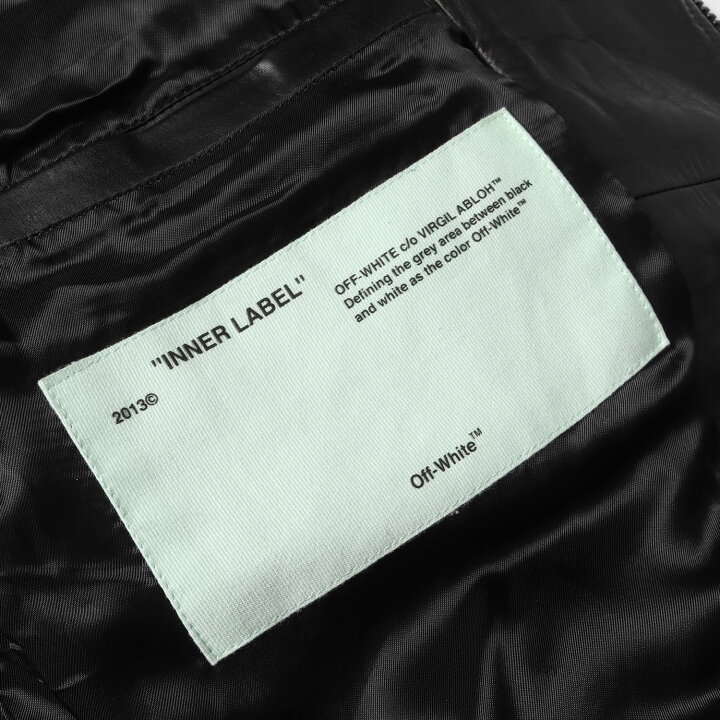 "INNER LABEL"
OFF-WHITE c/o VIRGIL ABLOH™
Defining the grey area between black
and white as the color Off-White™
2013©
Off-White™